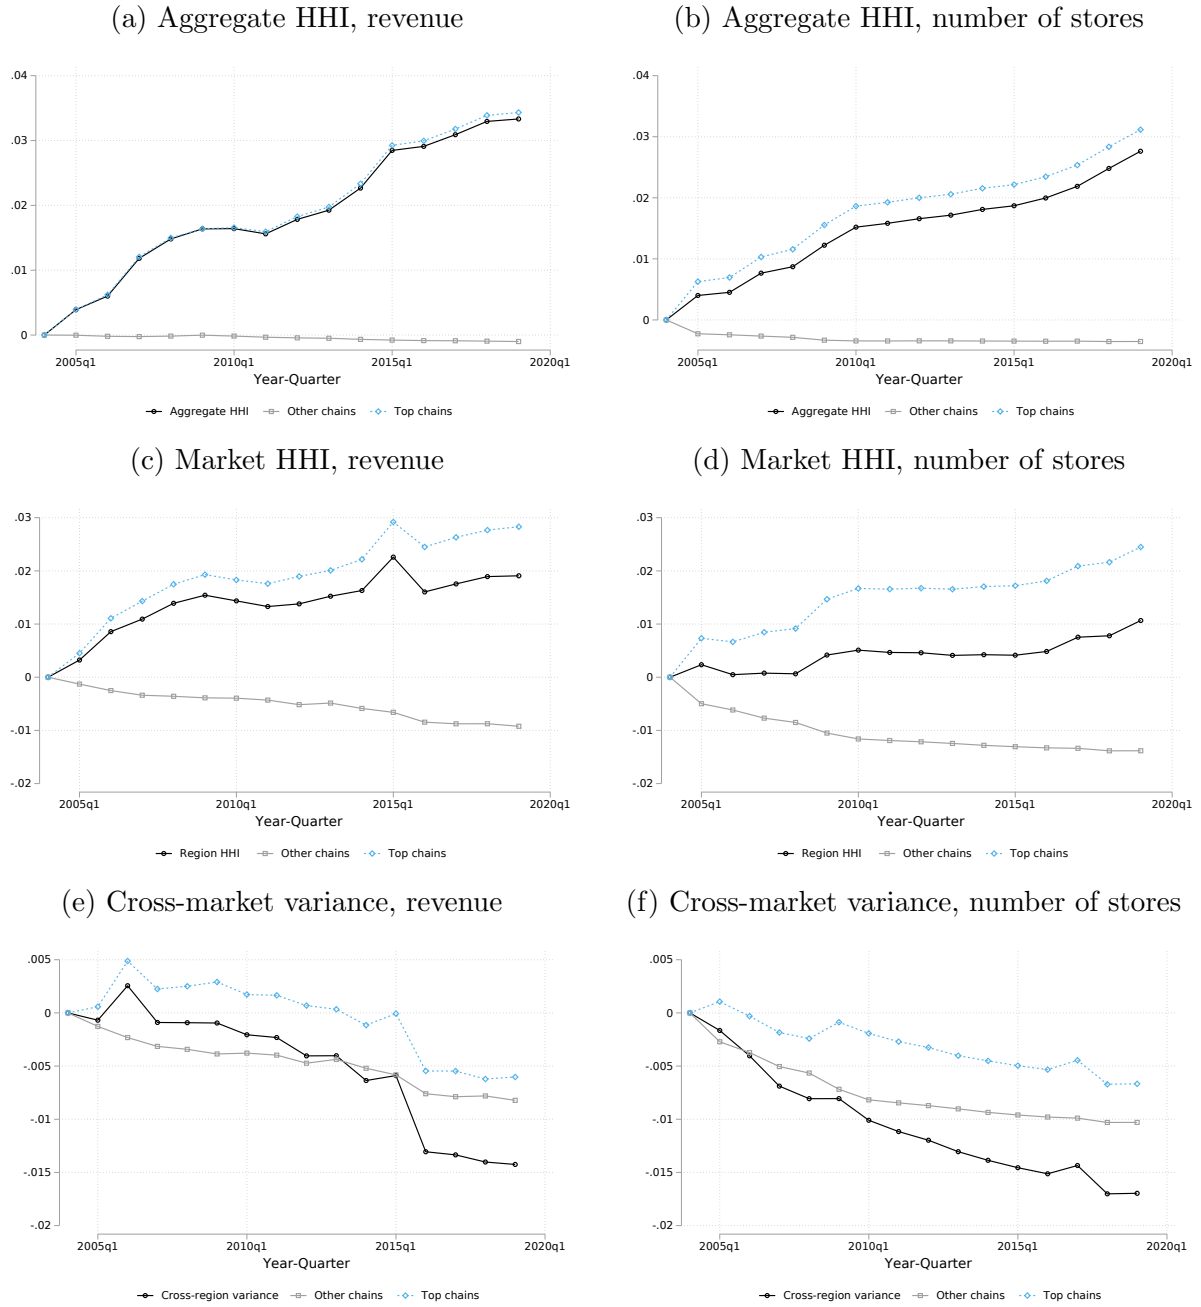 (a) Aggregate HHI, revenue
.04
.03
.02
.01
0
2005q1 2010q1 2015q1 2020q1
Year-Quarter
Aggregate HHI Other chains Top chains
(b) Aggregate HHI, number of stores
.04
.03
.02
.01
0
2005q1 2010q1 2015q1 2020q1
Year-Quarter
Aggregate HHI Other chains Top chains
(c) Market HHI, revenue
.03
.02
.01
0
-.01
-.02
2005q1 2010q1 2015q1 2020q1
Year-Quarter
Region HHI Other chains Top chains
(d) Market HHI, number of stores
.03
.02
.01
0
-.01
-.02
2005q1 2010q1 2015q1 2020q1
Year-Quarter
Region HHI Other chains Top chains
(e) Cross-market variance, revenue
.005
0
-.005
-.01
-.015
-.02
2005q1 2010q1 2015q1 2020q1
Year-Quarter
Cross-region variance Other chains Top chains
(f) Cross-market variance, number of stores
.005
0
-.005
-.01
-.015
-.02
2005q1 2010q1 2015q1 2020q1
Year-Quarter
Cross-region variance Other chains Top chains